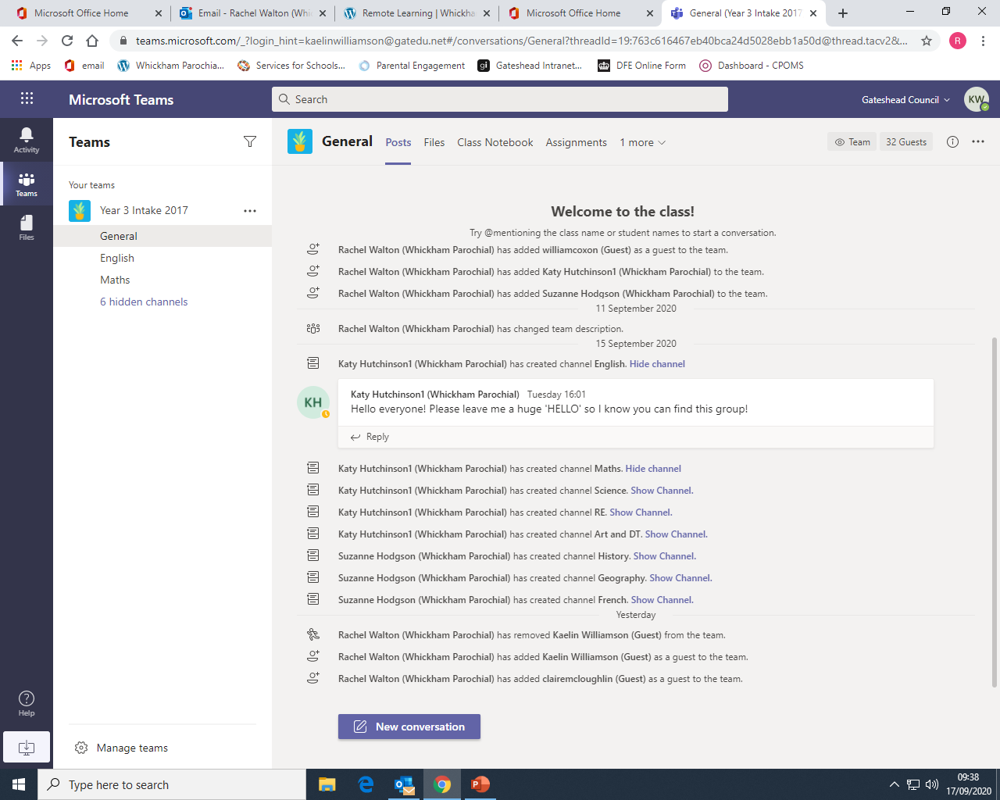 Microsoft Office Home
Email - Rachel Walton (Whi
Remote Learning | Whickha
Microsoft Office Home
General (Year 3 Intake 2017
teams.microsoft.com/_?login_hint=kaelinwilliamson@gatedu.net#/conversations/General?threadId=19:763c616467eb40bca24d5028ebb1a50d@thread.tacv2&...
R
Apps
email
Whickham Parochia...
Services for Schools...
Parental Engagement
gi
Gateshead Intranet...
DFE Online Form
Dashboard - CPOMS
Microsoft Teams
Search
Gateshead Council
KW
Activity
Teams
Files
Help
Teams
Your teams
Year 3 Intake 2017
General
English
Maths
6 hidden channels
Manage teams
General
Posts
Files
Class Notebook
Assignments
1 more
Team
32 Guests
Welcome to the class!
Try @mentioning the class name or student names to start a conversation.
Rachel Walton (Whickham Parochial) has added williamcoxon (Guest) as a guest to the team.
Rachel Walton (Whickham Parochial) has added Katy Hutchinson1 (Whickham Parochial) to the team.
Rachel Walton (Whickham Parochial) has added Suzanne Hodgson (Whickham Parochial) to the team.
11 September 2020
Rachel Walton (Whickham Parochial) has changed team description.
15 September 2020
Katy Hutchinson1 (Whickham Parochial) has created channel English. Hide channel
KH
Katy Hutchinson1 (Whickham Parochial) Tuesday 16:01
Hello everyone! Please leave me a huge 'HELLO' so I know you can find this group!
Reply
Katy Hutchinson1 (Whickham Parochial) has created channel Maths. Hide channel
Katy Hutchinson1 (Whickham Parochial) has created channel Science. Show Channel.
Katy Hutchinson1 (Whickham Parochial) has created channel RE. Show Channel.
Katy Hutchinson1 (Whickham Parochial) has created channel Art and DT. Show Channel.
Suzanne Hodgson (Whickham Parochial) has created channel History. Show Channel.
Suzanne Hodgson (Whickham Parochial) has created channel Geography. Show Channel.
Suzanne Hodgson (Whickham Parochial) has created channel French. Show Channel.
Yesterday
Rachel Walton (Whickham Parochial) has removed Kaelin Williamson (Guest) from the team.
Rachel Walton (Whickham Parochial) has added Kaelin Williamson (Guest) as a guest to the team.
Rachel Walton (Whickham Parochial) has added clairemcloughlin (Guest) as a guest to the team.
New conversation
Type here to search
09:38
17/09/2020